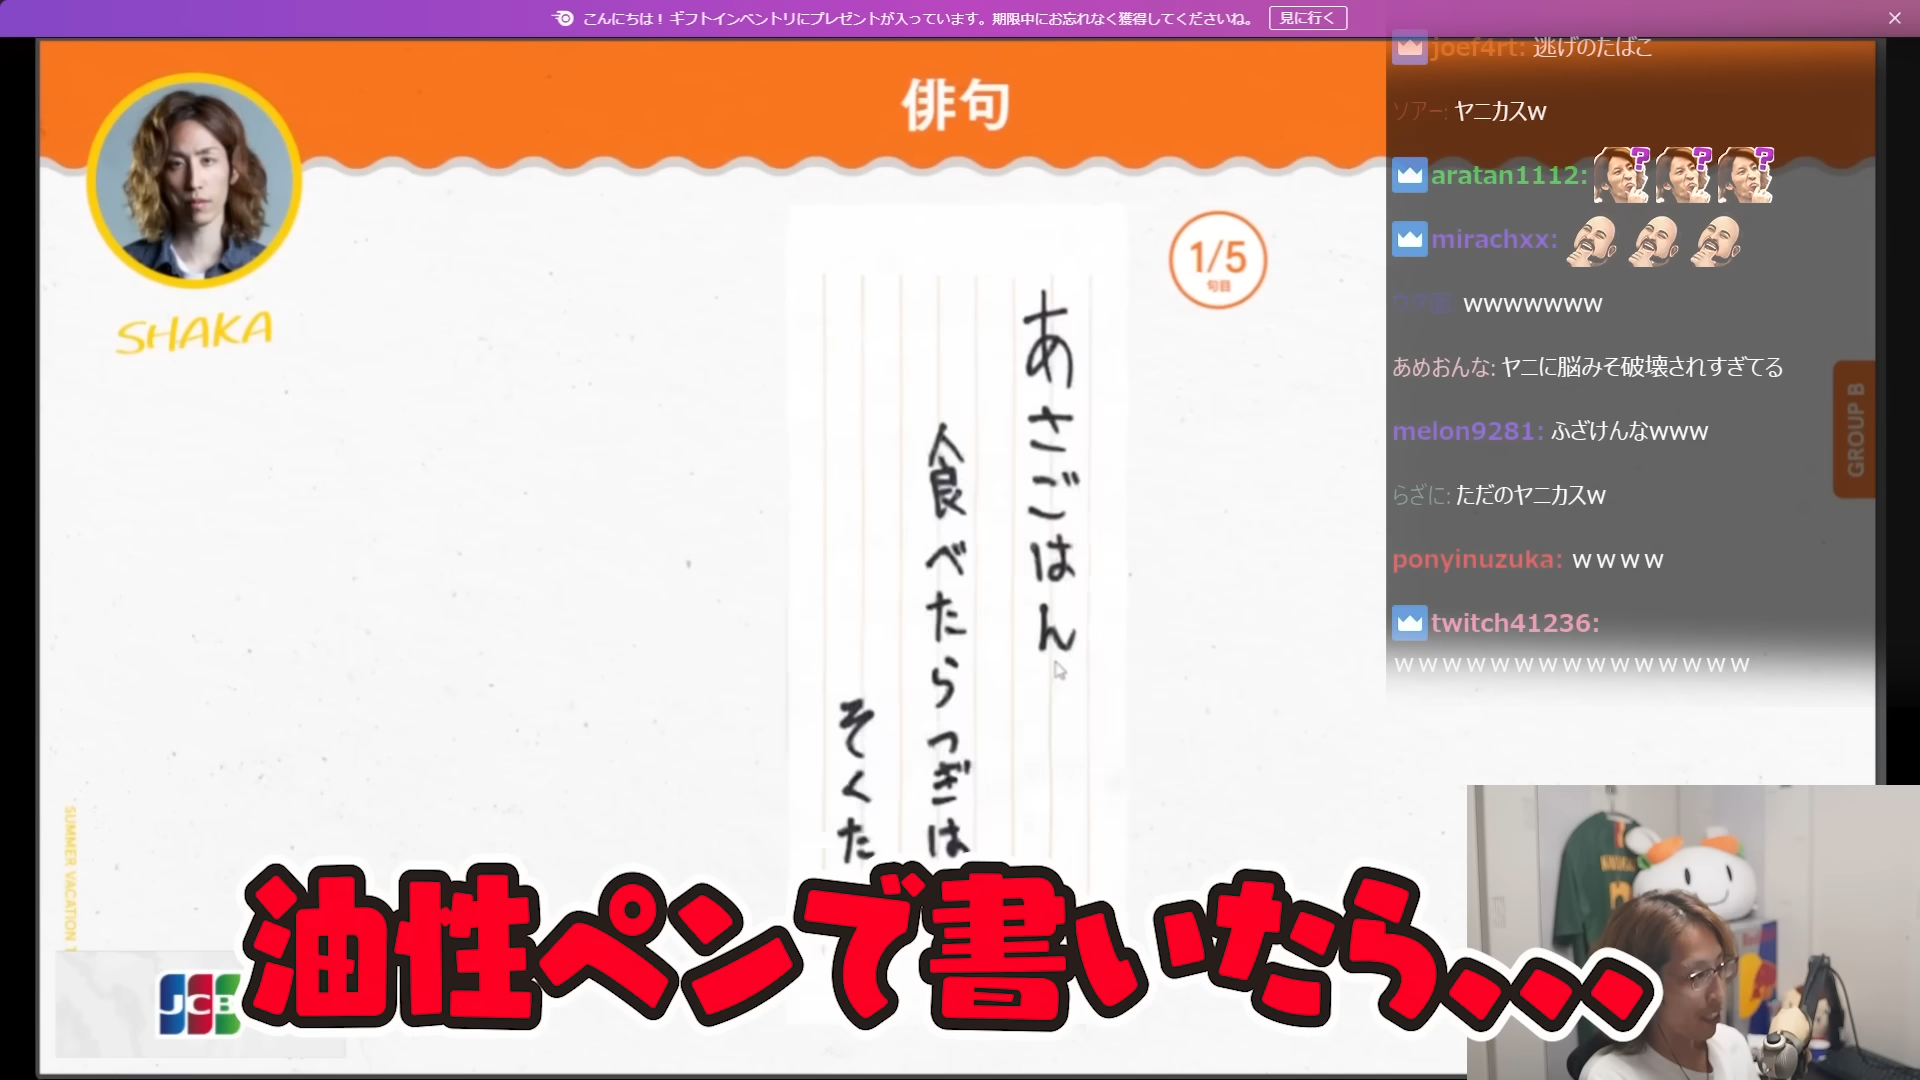 こんにちは！ギフトインベントリにプレゼントが入っています。期限中にお忘れなく獲得してくださいね。
見に行く
俳句
SHAKA
1/5
句目
あさごはん
食べたらつぎは
そくた
GROUP B
SUMMER VACATION
JCB
joef4rt: 逃げのたばこ
ソアー: ヤニカスw
aratan1112:
mirachxx:
wwwwwww
あめおんな: ヤニに脳みそ破壊されすぎてる
melon9281: ふざけんなwww
らざに: ただのヤニカスw
ponyinuzuka: ｗｗｗｗ
twitch41236:
ｗｗｗｗｗｗｗｗｗｗｗｗｗｗｗ
油性ペンで書いたら...